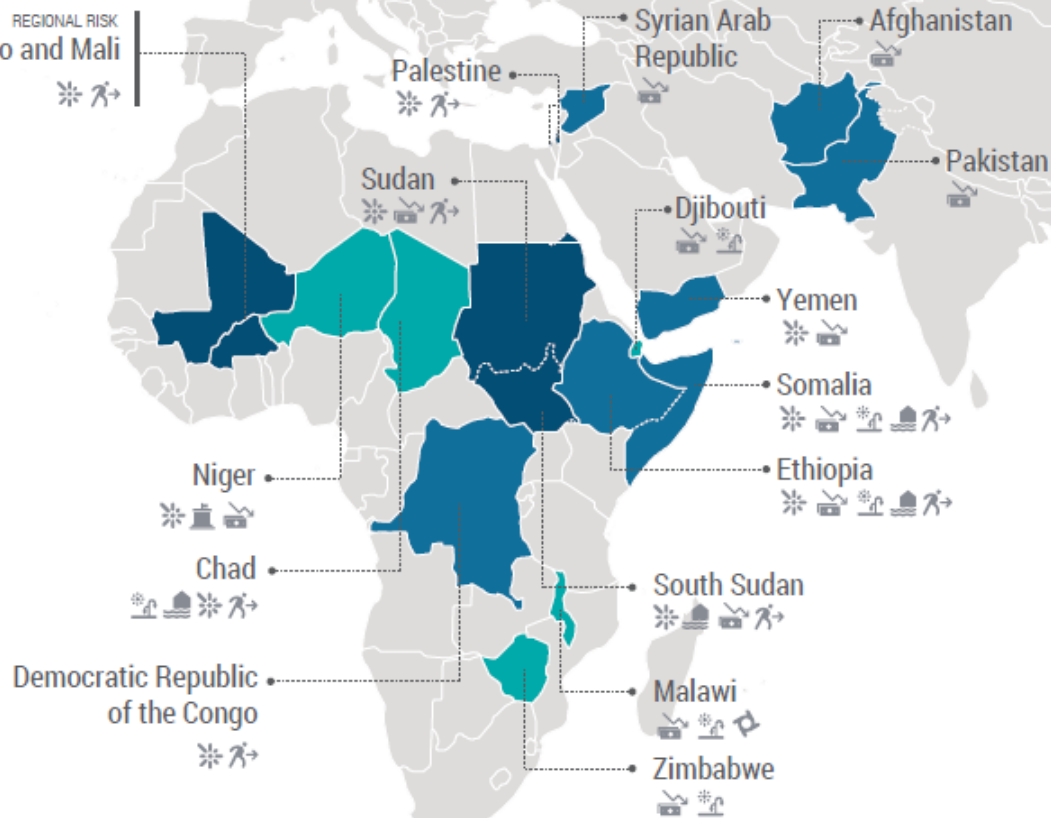 REGIONAL RISK
o and Mali
Syrian Arab
Republic
Afghanistan
Palestine
Pakistan
Sudan
Djibouti
Yemen
Somalia
Niger
Ethiopia
Chad
South Sudan
Democratic Republic
of the Congo
Malawi
Zimbabwe